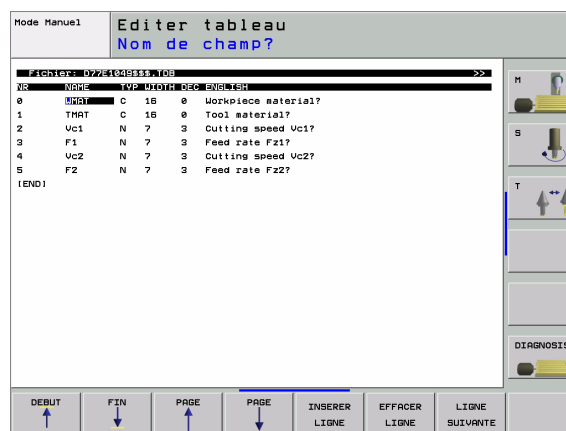 Mode Manuel
Editer tableau
Nom de champ?
Fichier: D77E1049$$$.TDB >>
NR NAME TYP WIDTH DEC ENGLISH
0 WMAT C 16 0 Workpiece material?
1 TMAT C 16 0 Tool material?
2 Vc1 N 7 3 Cutting speed Vc1?
3 F1 N 7 3 Feed rate Fz1?
4 Vc2 N 7 3 Cutting speed Vc2?
5 F2 N 7 3 Feed rate Fz2?
[END]
M
S
T
DIAGNOSIS
DEBUT
FIN
PAGE
PAGE
INSERER
LIGNE
EFFACER
LIGNE
LIGNE
SUIVANTE